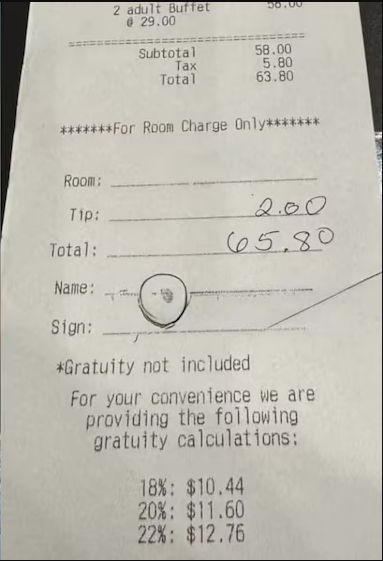 2 adult Buffet 58.00
@ 29.00
Subtotal 58.00
Tax 5.80
Total 63.80
*******For Room Charge Only*******
Room:
Tip: 2.00
Total: 65.80
Name:
Sign:
*Gratuity not included
For your convenience we are
providing the following
gratuity calculations:
18%: $10.44
20%: $11.60
22%: $12.76